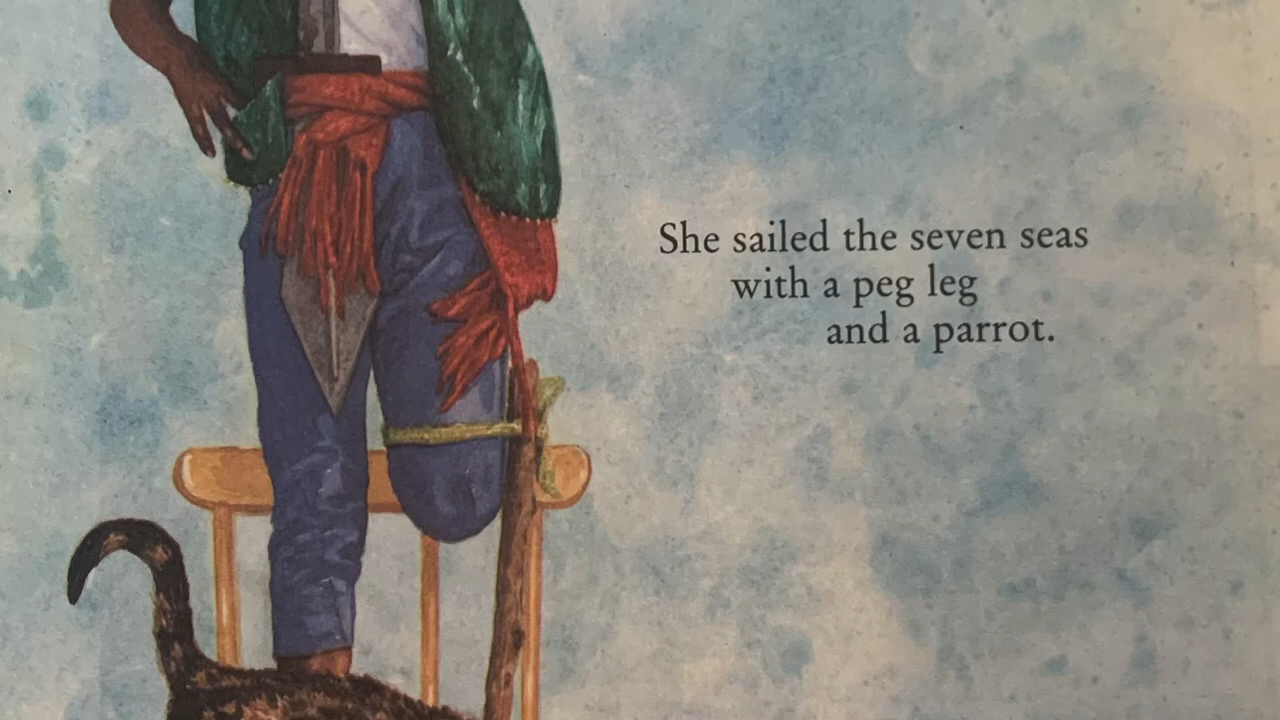 She sailed the seven seas
with a peg leg
and a parrot.